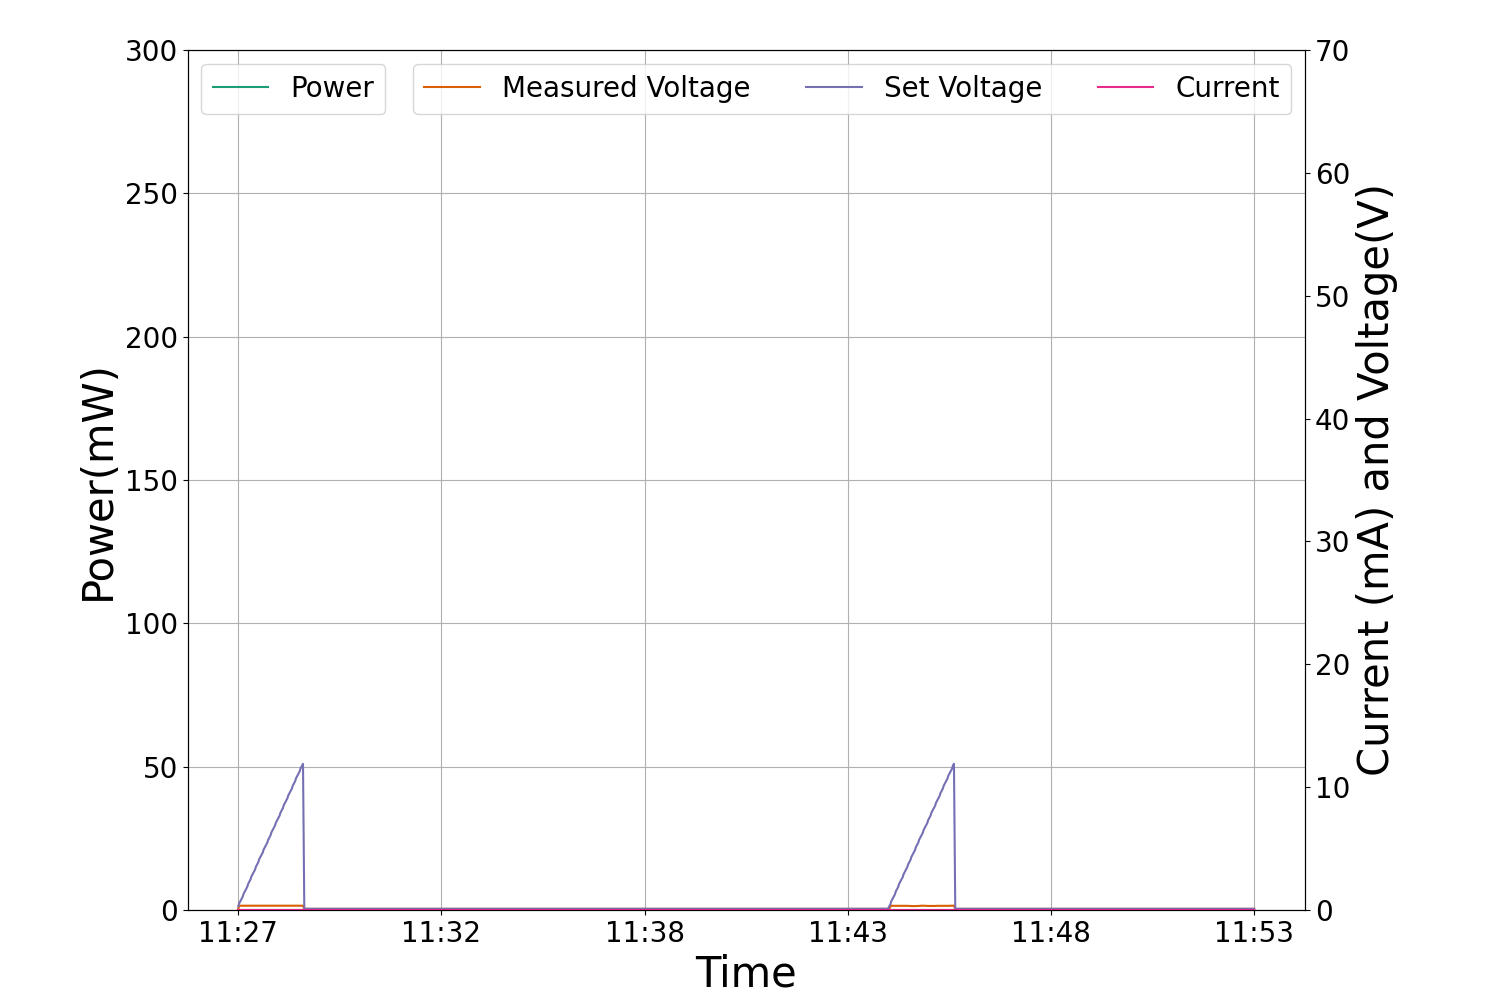 300
250
200
150
100
50
0
Power(mW)
Power
Measured Voltage
Set Voltage
Current
70
60
50
40
30
20
10
0
Current (mA) and Voltage(V)
11:27 11:32 11:38 11:43 11:48 11:53
Time